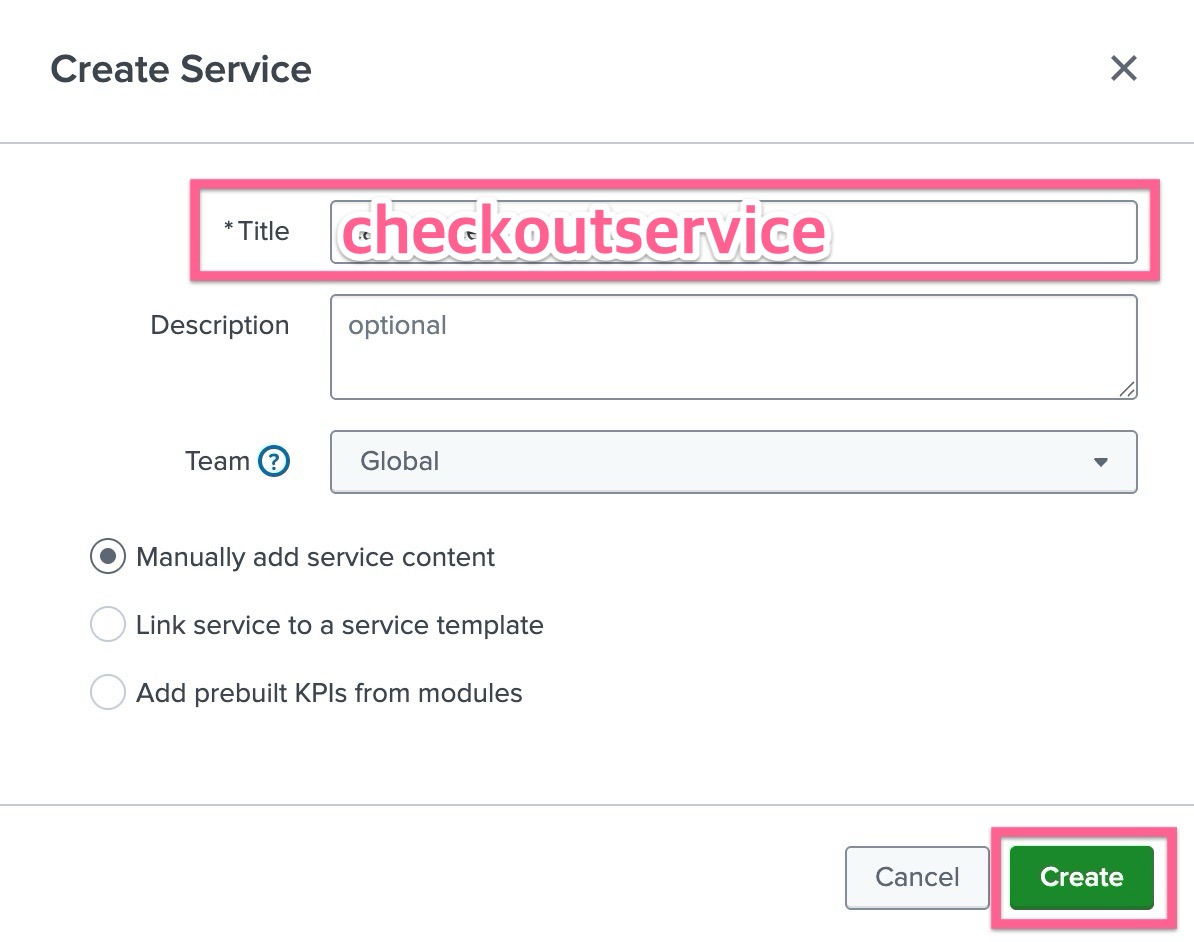 Create Service
*Title checkoutservice
Description optional
Team ? Global
Manually add service content
Link service to a service template
Add prebuilt KPIs from modules
Cancel Create